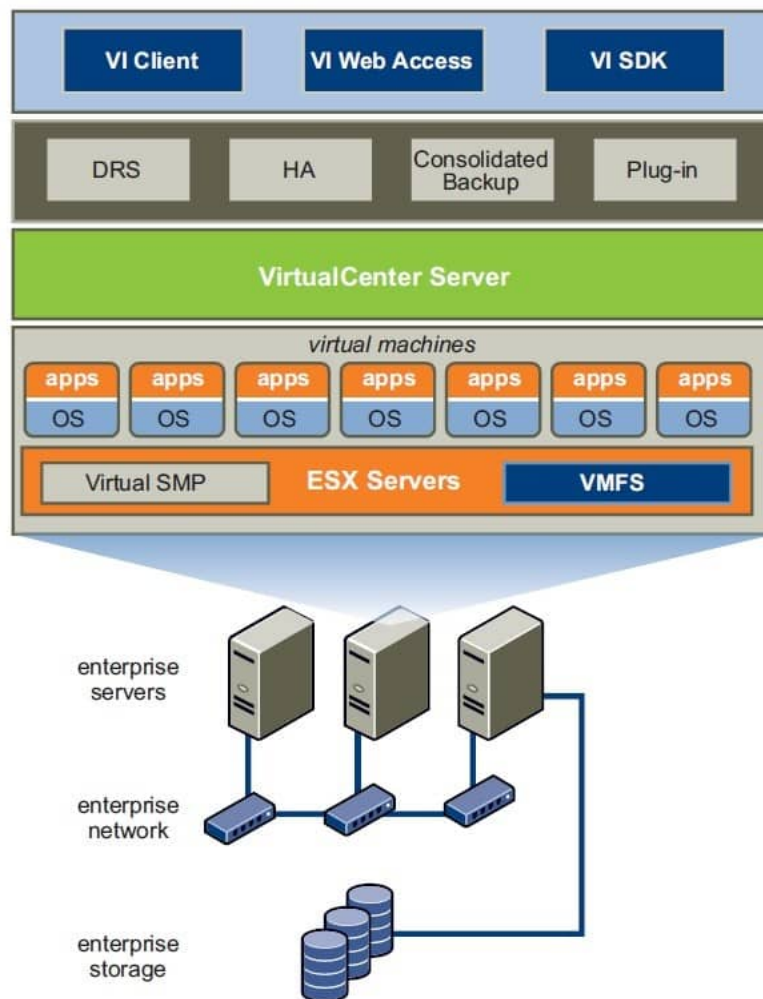 VI Client
VI Web Access
VI SDK
DRS
HA
Consolidated
Backup
Plug-in
VirtualCenter Server
virtual machines
apps
apps
apps
apps
apps
apps
apps
OS
OS
OS
OS
OS
OS
OS
Virtual SMP
ESX Servers
VMFS
enterprise
servers
enterprise
network
enterprise
storage